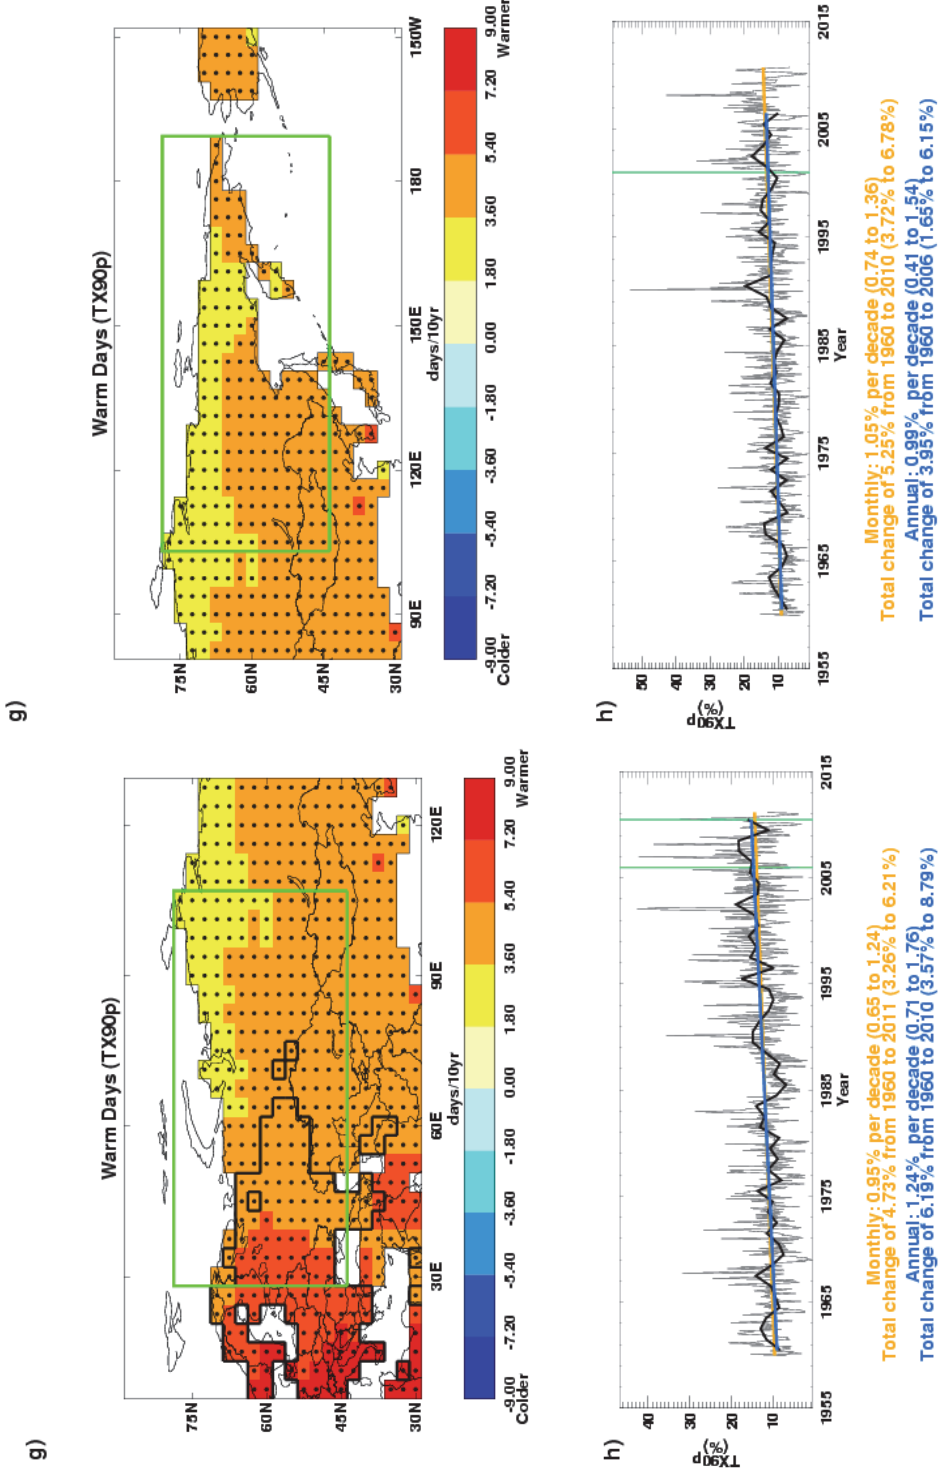 g)
Warm Days (TX90p)
75N
60N
45N
30N
30E
60E
90E
120E
days/10yr
-9.00
-7.20
-5.40
-3.60
-1.80
0.00
1.80
3.60
5.40
7.20
9.00
Colder
Warmer
h)
TX90p
(%)
40
30
20
10
1955
1965
1975
1985
1995
2005
2015
Year
Monthly: 0.95% per decade (0.65 to 1.24)
Total change of 4.73% from 1960 to 2011 (3.26% to 6.21%)
Annual: 1.24% per decade (0.71 to 1.76)
Total change of 6.19% from 1960 to 2010 (3.57% to 8.79%)
g)
Warm Days (TX90p)
75N
60N
45N
30N
90E
120E
150E
180
150W
days/10yr
-9.00
-7.20
-5.40
-3.60
-1.80
0.00
1.80
3.60
5.40
7.20
9.00
Colder
Warmer
h)
TX90p
(%)
50
40
30
20
10
1955
1965
1975
1985
1995
2005
2015
Year
Monthly: 1.05% per decade (0.74 to 1.36)
Total change of 5.25% from 1960 to 2010 (3.72% to 6.78%)
Annual: 0.99% per decade (0.41 to 1.54)
Total change of 3.95% from 1960 to 2006 (1.65% to 6.15%)